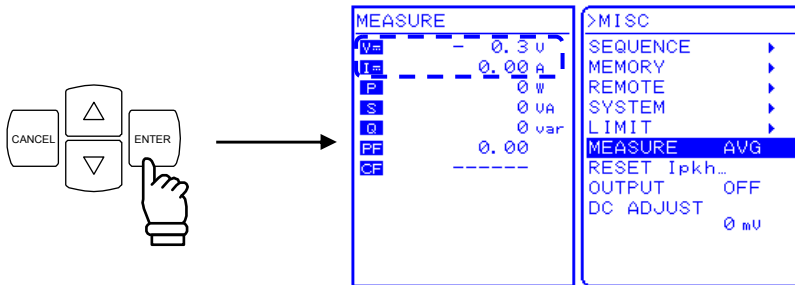 CANCEL
ENTER
MEASURE
V= - 0.3 V
I= 0.00 A
P 0 W
S 0 VA
Q 0 var
PF 0.00
CF ------
>MISC
SEQUENCE
MEMORY
REMOTE
SYSTEM
LIMIT
MEASURE AVG
RESET Ipkh…
OUTPUT OFF
DC ADJUST
0 mV